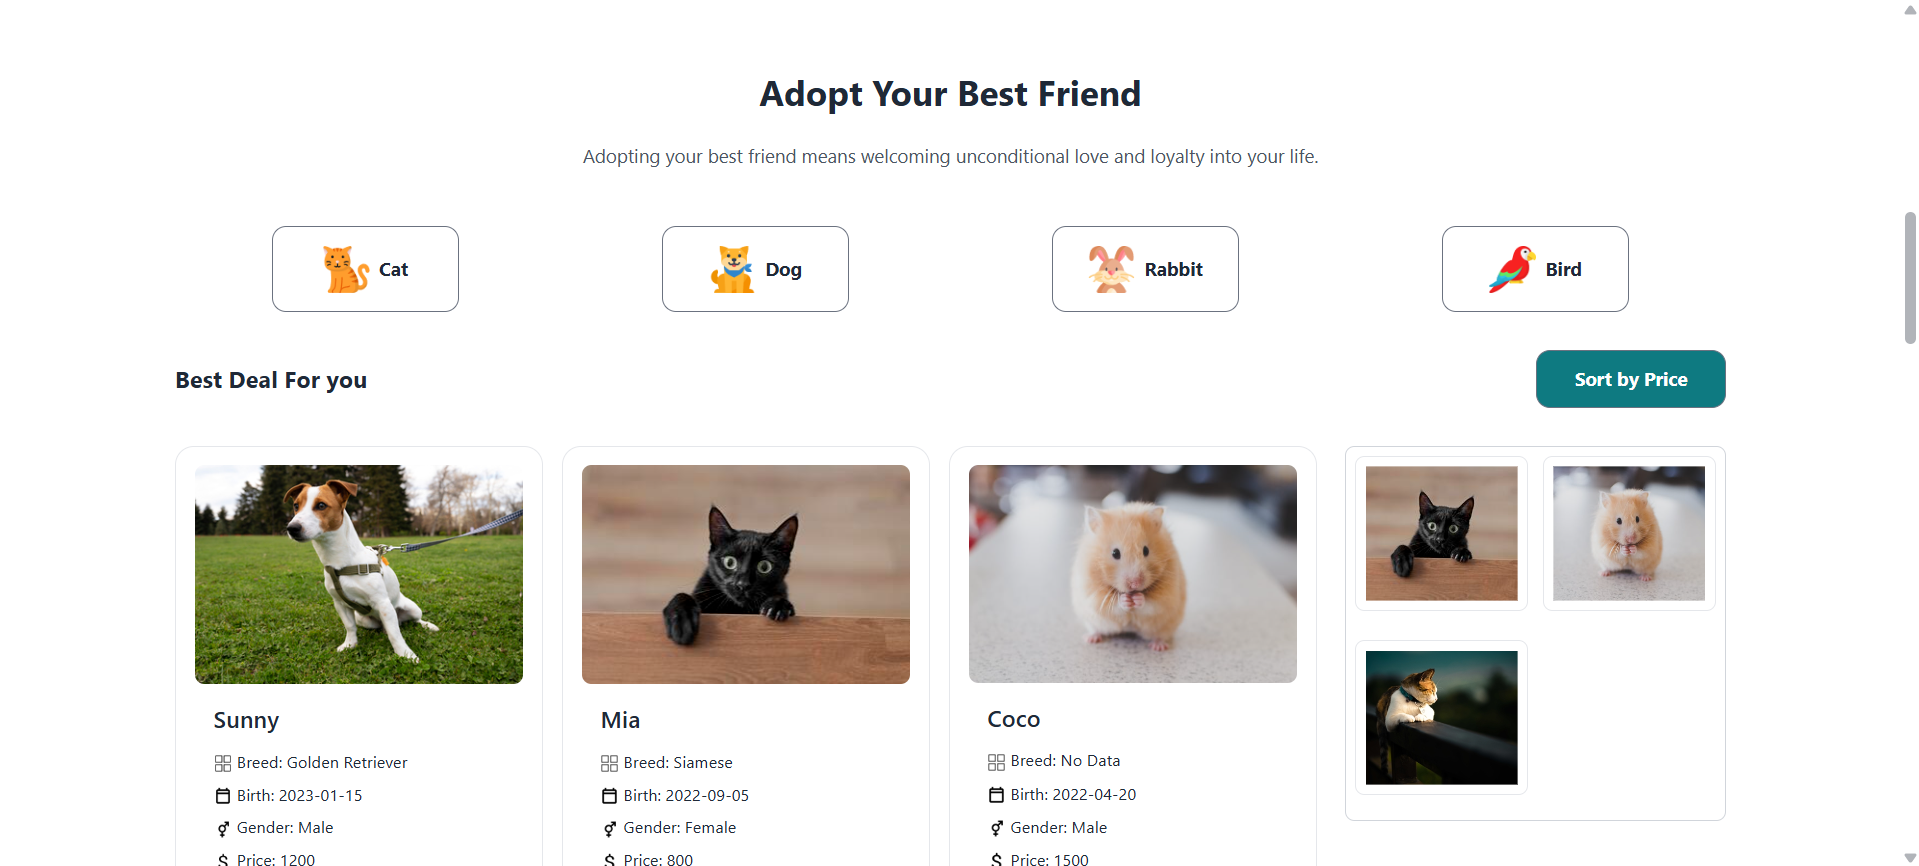 Adopt Your Best Friend
Adopting your best friend means welcoming unconditional love and loyalty into your life.
Cat
Dog
Rabbit
Bird
Best Deal For you
Sort by Price
Sunny
Breed: Golden Retriever
Birth: 2023-01-15
Gender: Male
Price: 1200
Mia
Breed: Siamese
Birth: 2022-09-05
Gender: Female
Price: 800
Coco
Breed: No Data
Birth: 2022-04-20
Gender: Male
Price: 1500